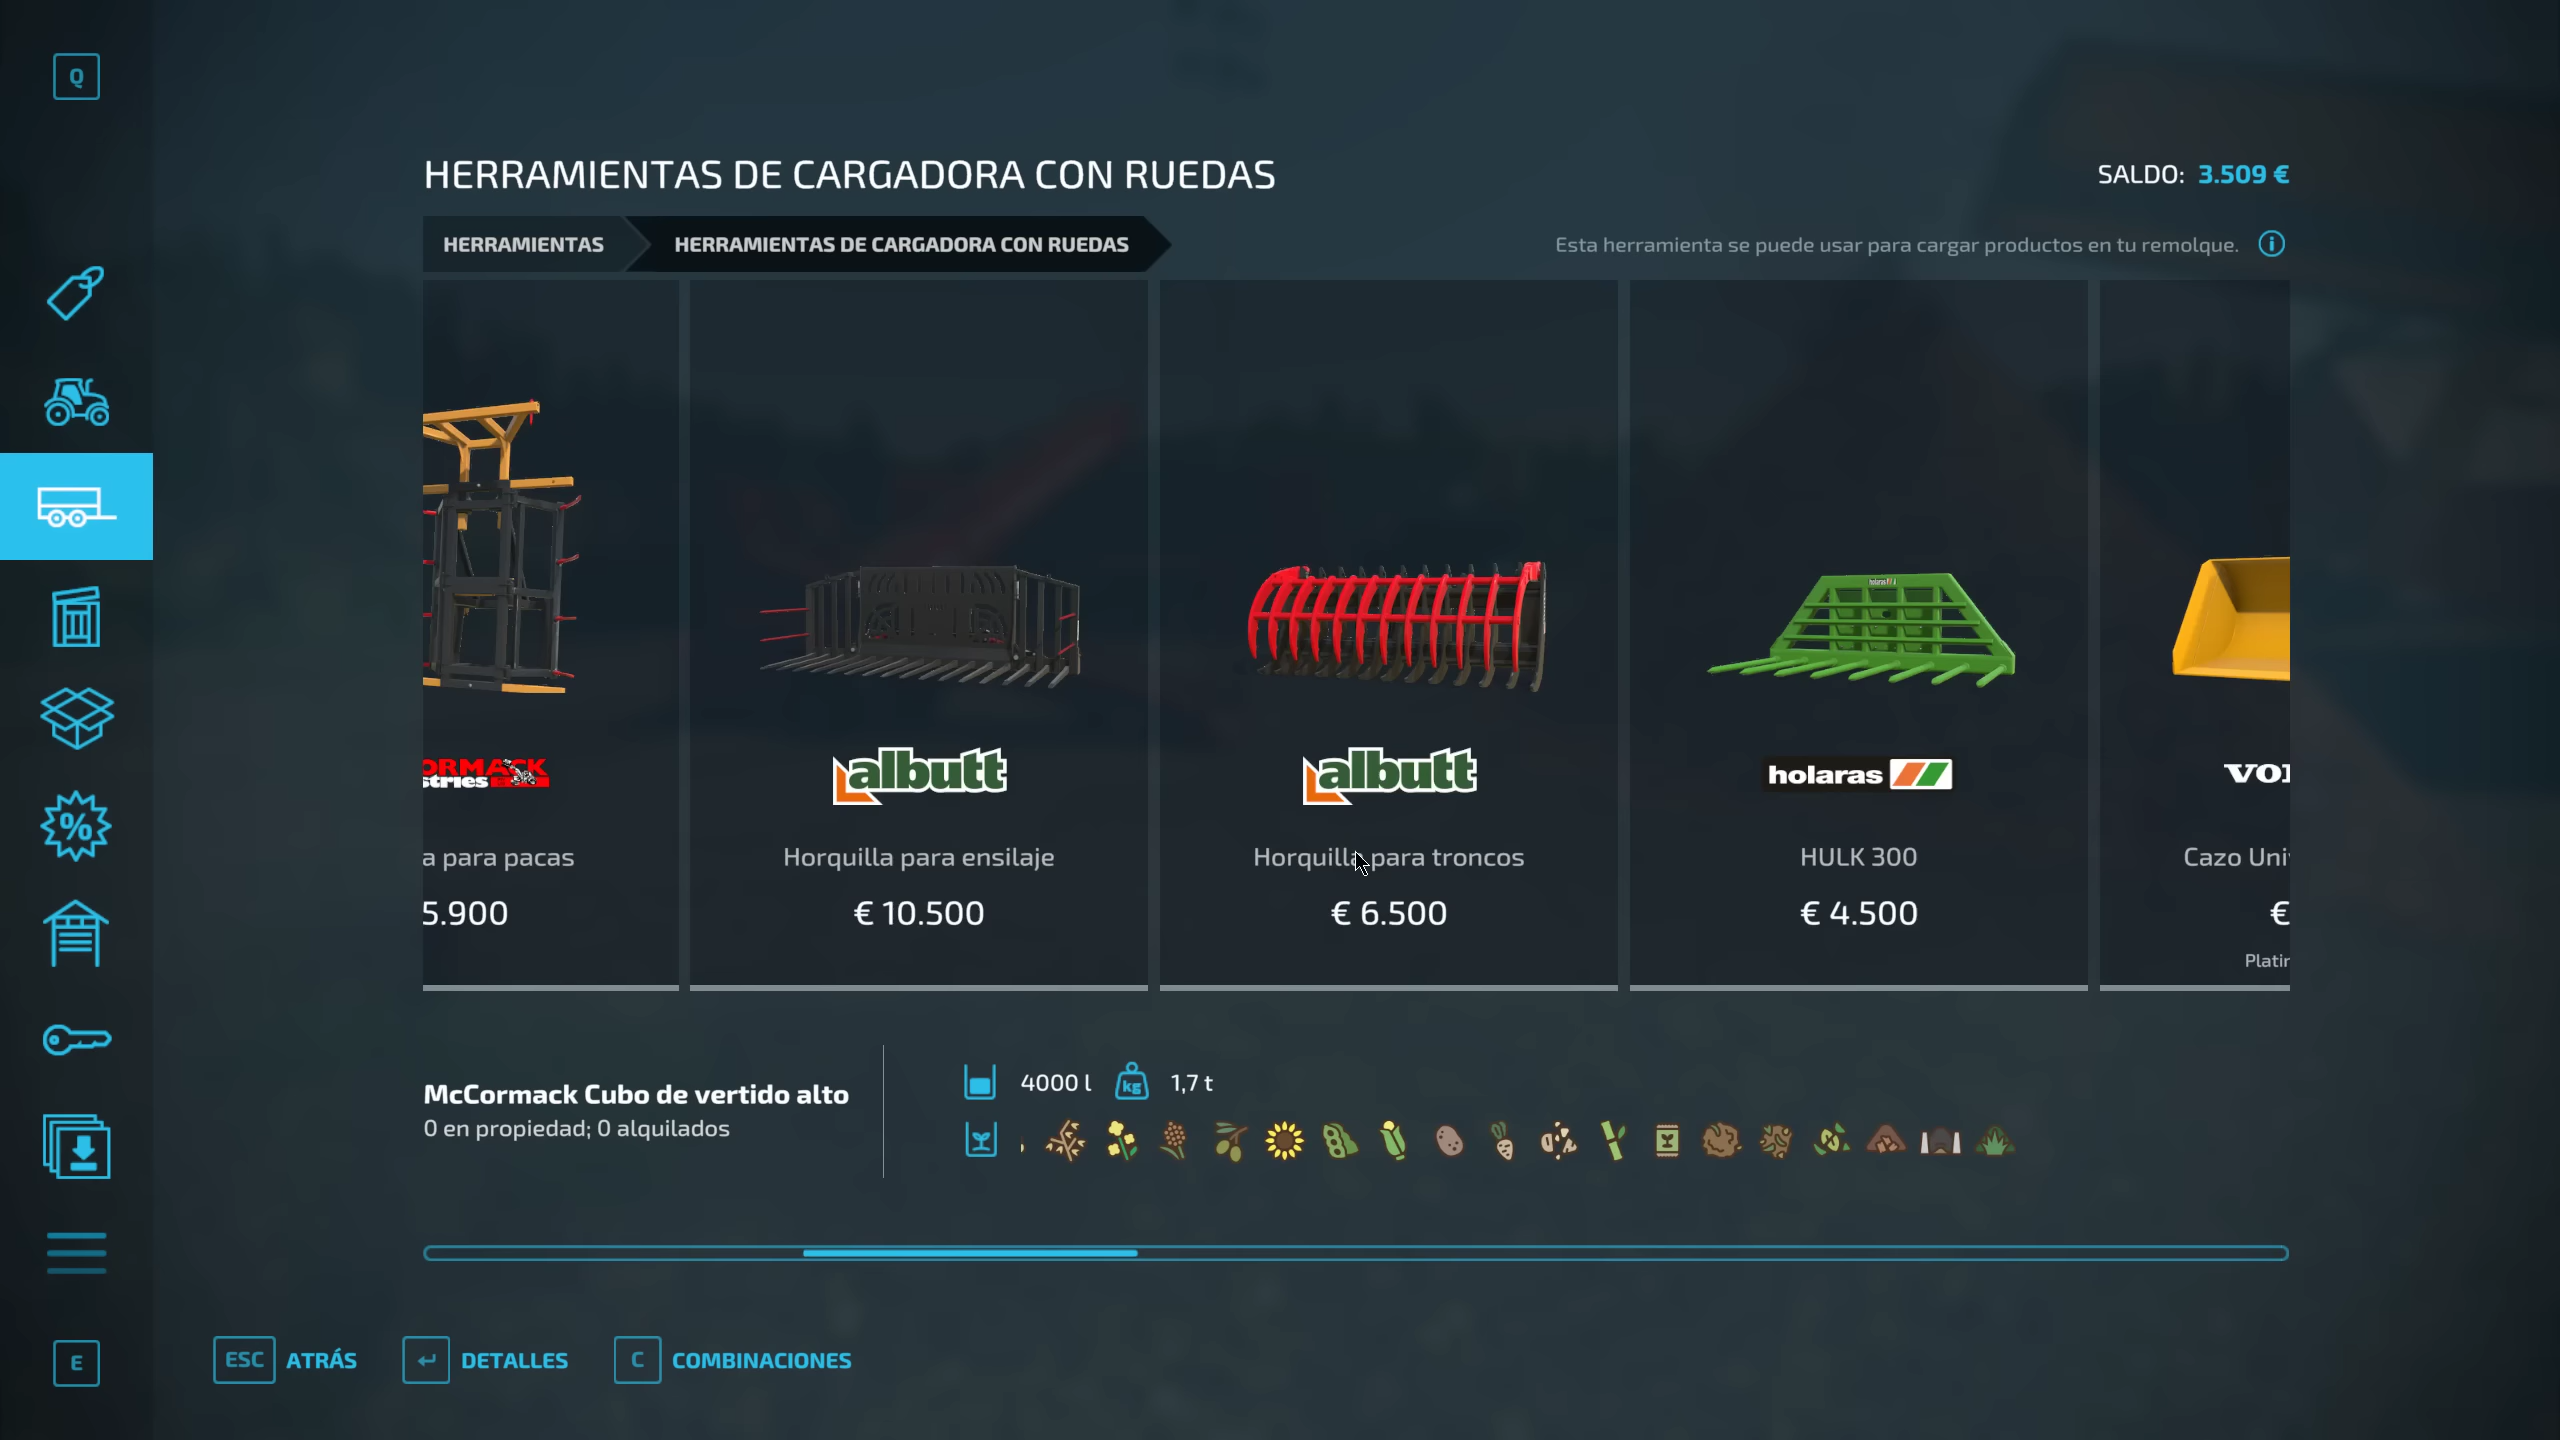 Q
HERRAMIENTAS DE CARGADORA CON RUEDAS
SALDO: 3.509 €
HERRAMIENTAS
HERRAMIENTAS DE CARGADORA CON RUEDAS
Esta herramienta se puede usar para cargar productos en tu remolque.
a para pacas
5.900
albutt
Horquilla para ensilaje
€ 10.500
albutt
Horquilla para troncos
€ 6.500
holaras
HULK 300
€ 4.500
Cazo
€
McCormack Cubo de vertido alto
0 en propiedad; 0 alquilados
4000 l
kg
1,7 t
E
ESC ATRÁS
DETALLES
C COMBINACIONES